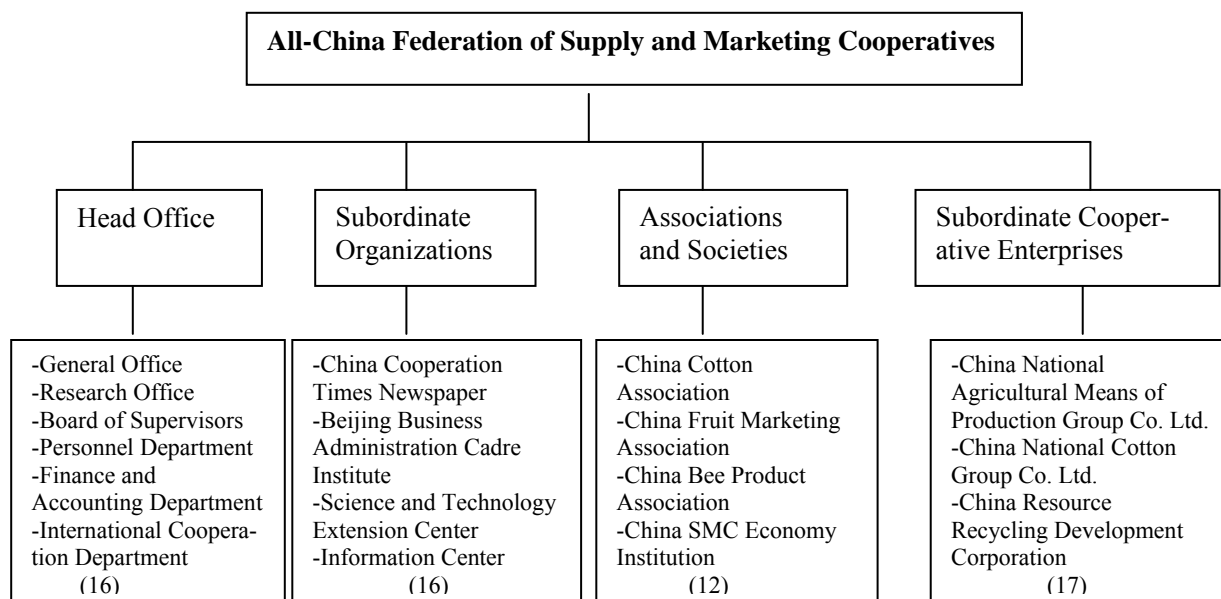 All-China Federation of Supply and Marketing Cooperatives
Head Office
Subordinate
Organizations
Associations
and Societies
Subordinate Cooper-
ative Enterprises
-General Office
-Research Office
-Board of Supervisors
-Personnel Department
-Finance and
Accounting Department
-International Coopera-
tion Department
(16)
-China Cooperation
Times Newspaper
-Beijing Business
Administration Cadre
Institute
-Science and Technology
Extension Center
-Information Center
(16)
-China Cotton
Association
-China Fruit Marketing
Association
-China Bee Product
Association
-China SMC Economy
Institution
(12)
-China National
Agricultural Means of
Production Group Co. Ltd.
-China National Cotton
Group Co. Ltd.
-China Resource
Recycling Development
Corporation
(17)